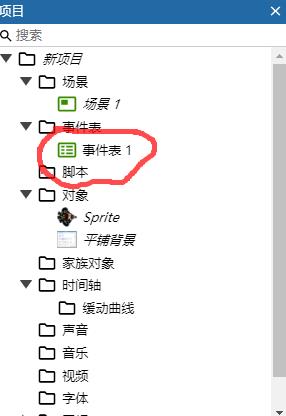 项目
搜索
新项目
场景
场景 1
事件表
事件表 1
脚本
对象
Sprite
平铺背景
家族对象
时间轴
缓动曲线
声音
音乐
视频
字体